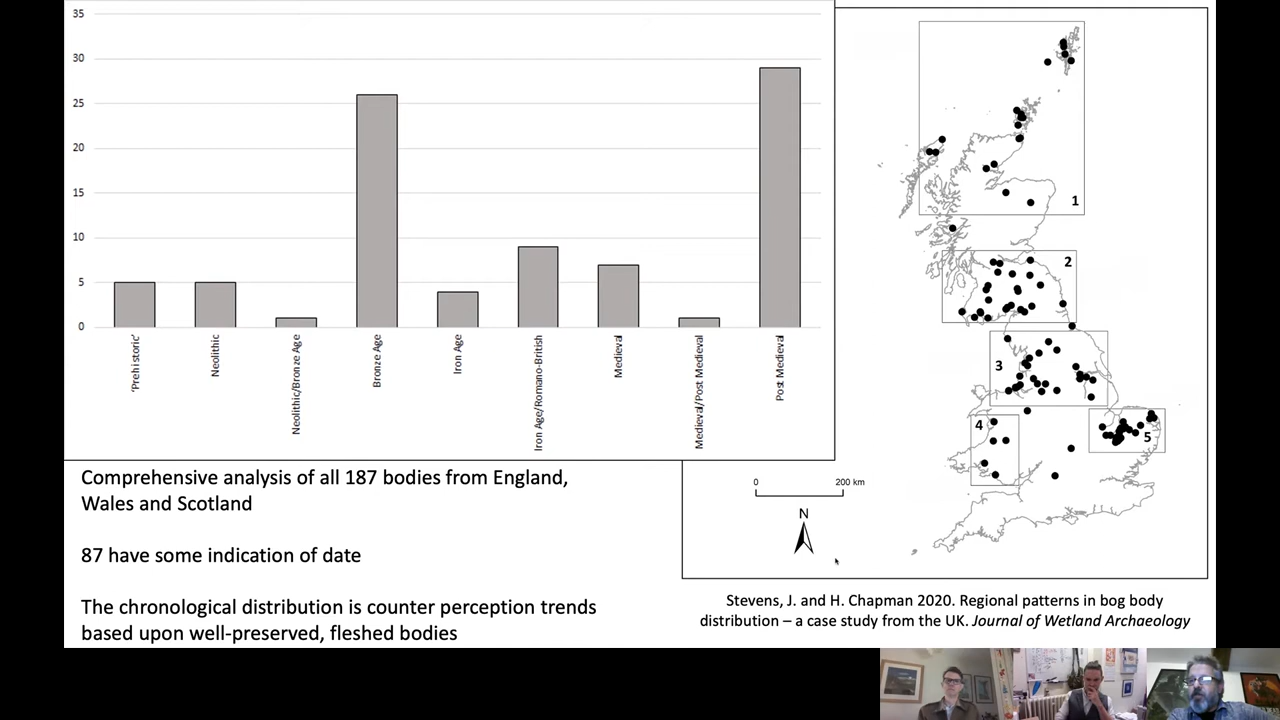 35
30
25
20
15
10
5
0
'Prehistoric'
Neolithic
Neolithic/Bronze Age
Bronze Age
Iron Age
Iron Age/Romano-British
Medieval
Medieval/Post Medieval
Post Medieval
1
2
3
4
5
0
200 km
N
Comprehensive analysis of all 187 bodies from England,
Wales and Scotland
87 have some indication of date
The chronological distribution is counter perception trends
based upon well-preserved, fleshed bodies
Stevens, J. and H. Chapman 2020. Regional patterns in bog body
distribution – a case study from the UK. Journal of Wetland Archaeology